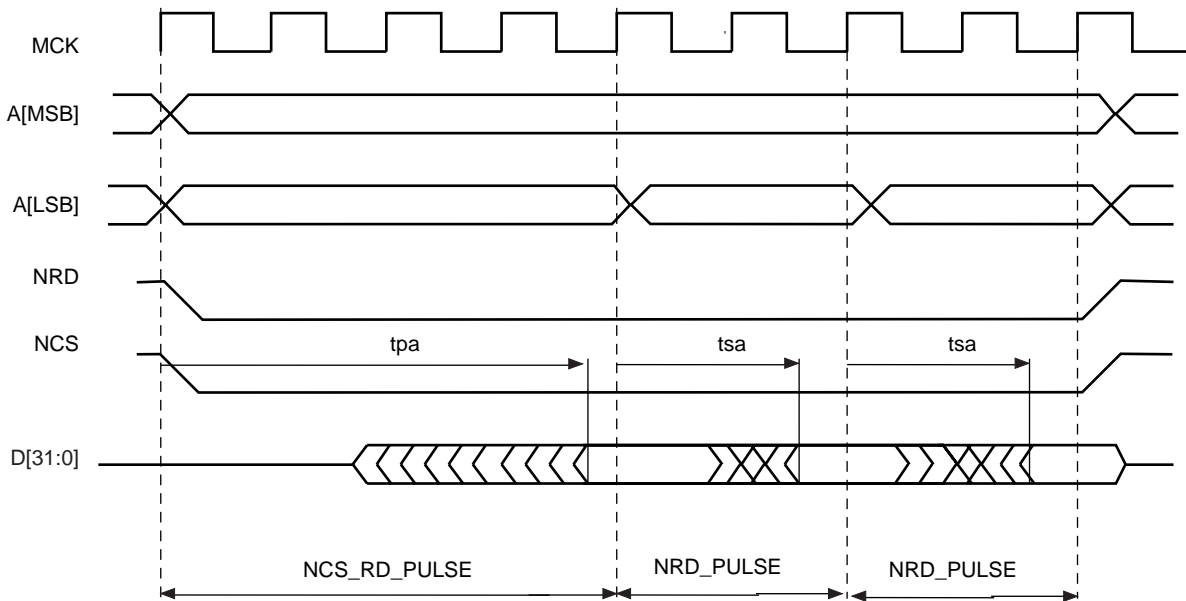 MCK
A[MSB]
A[LSB]
NRD
NCS
tpa
tsa
tsa
D[31:0]
NCS_RD_PULSE
NRD_PULSE
NRD_PULSE